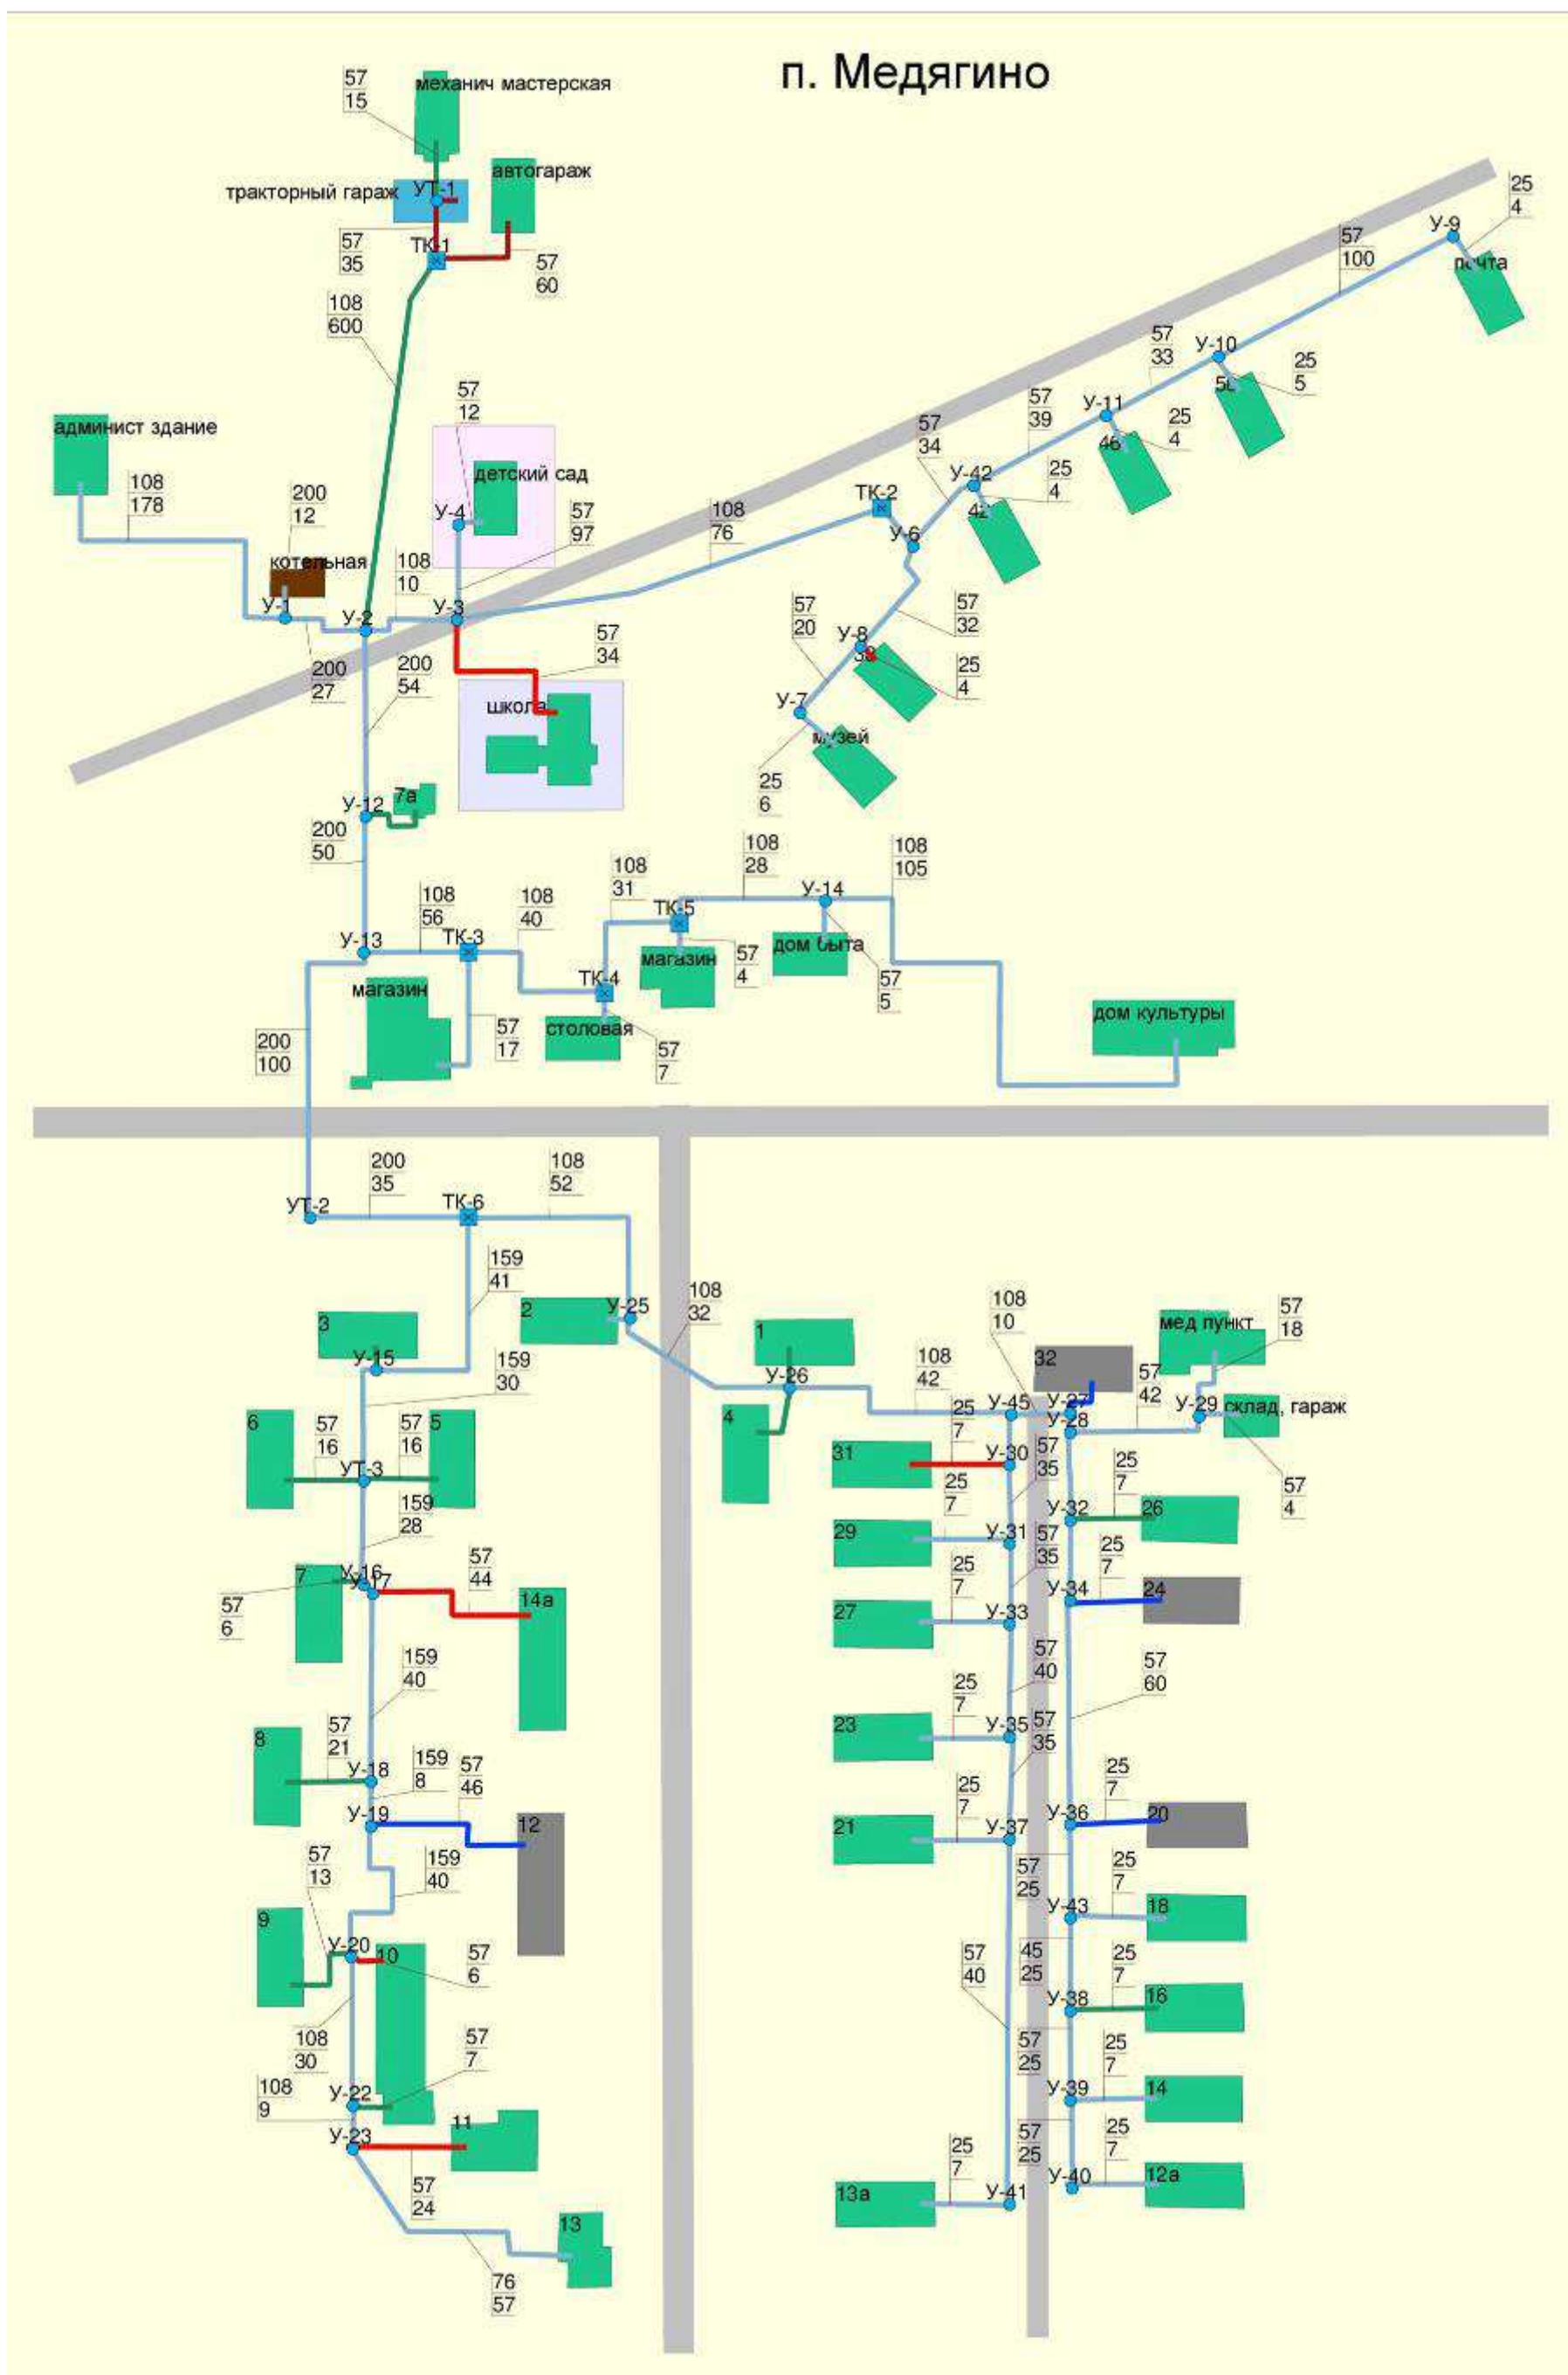 п. Медягино
57
15
механич мастерская
автогараж
тракторный гараж
УТ-1
57
35
ТК-1
57
60
108
600
25
4
У-9
57
100
почта
57
33
У-10
25
5
57
12
57
39
У-11
25
4
46
админист здание
108
178
200
12
детский сад
У-4
57
97
57
34
У-42
25
4
42
ТК-2
108
76
У-6
котельная
108
10
У-1
У-2
У-3
57
20
57
32
У-8
38
25
4
57
34
200
27
200
54
школа
У-7
музей
25
6
У-12
7а
200
50
108
56
108
40
108
31
108
28
108
105
У-14
ТК-5
У-13
ТК-3
магазин
57
4
дом быта
57
5
ТК-4
магазин
столовая
57
17
57
7
дом культуры
200
100
200
35
108
52
УТ-2
ТК-6
159
41
3
2
У-25
108
32
1
108
10
мед пункт
57
18
У-15
159
30
У-26
108
42
32
57
42
6
57
16
57
16
5
4
У-45
У-27
У-28
У-29
склад, гараж
25
7
31
У-30
57
35
57
4
УТ-3
159
28
25
7
25
7
У-32
26
29
У-31
57
35
7
У-16
У-17
57
44
14а
25
7
25
7
У-34
24
57
6
27
У-33
159
40
57
40
57
60
8
57
21
25
7
23
У-35
57
35
У-18
159
8
57
46
У-19
12
25
7
25
7
21
У-37
У-36
20
57
13
159
40
57
25
25
7
9
У-20
10
57
6
У-43
18
57
40
45
25
25
7
У-38
16
108
30
57
7
57
25
25
7
108
9
У-22
У-39
14
11
У-23
57
25
25
7
57
24
25
7
У-40
12а
13а
У-41
13
76
57